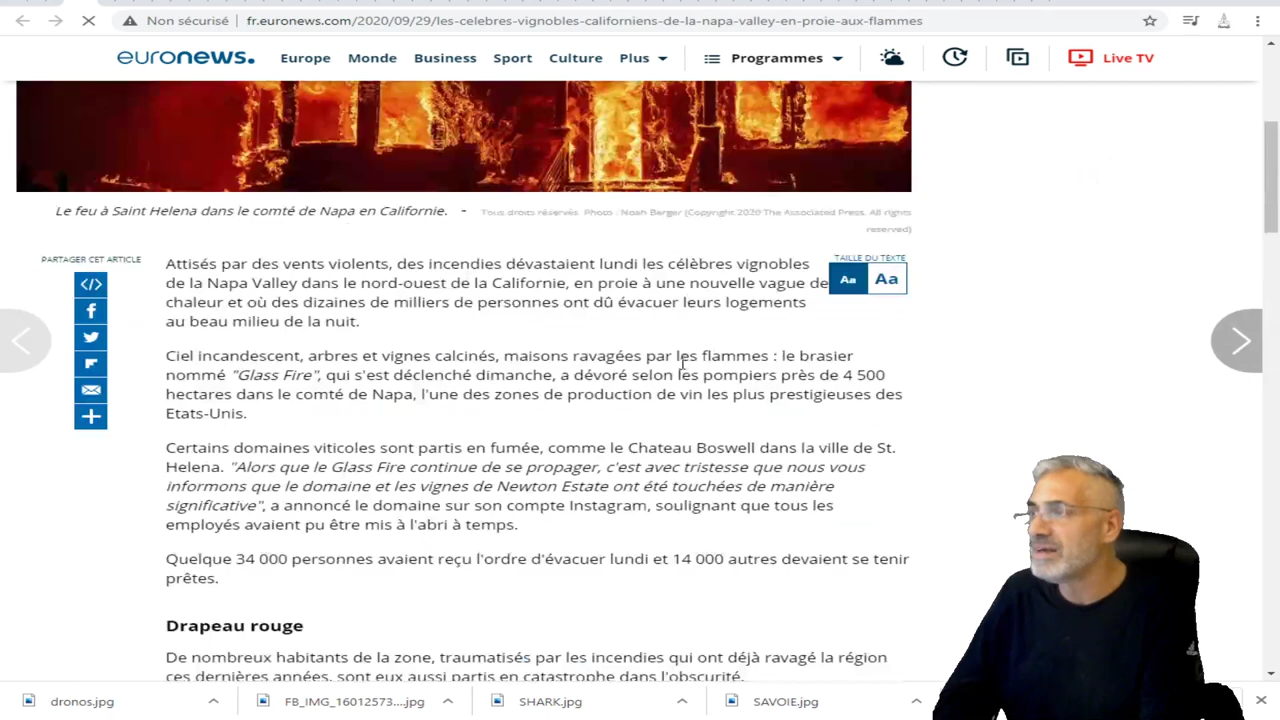 Non sécurisé | fr.euronews.com/2020/09/29/les-celebres-vignobles-californiens-de-la-napa-valley-en-proie-aux-flammes
euronews. Europe Monde Business Sport Culture Plus Programmes Live TV
Le feu à Saint Helena dans le comté de Napa en Californie. - Tous droits réservés Photo : Noah Berger (Copyright 2020 The Associated Press. All rights
reserved)
PARTAGER CET ARTICLE
TAILLE DU TEXTE
Aa Aa
Attisés par des vents violents, des incendies dévastaient lundi les célèbres vignobles
de la Napa Valley dans le nord-ouest de la Californie, en proie à une nouvelle vague de
chaleur et où des dizaines de milliers de personnes ont dû évacuer leurs logements
au beau milieu de la nuit.
Ciel incandescent, arbres et vignes calcinés, maisons ravagées par les flammes : le brasier
nommé "Glass Fire", qui s'est déclenché dimanche, a dévoré selon les pompiers près de 4 500
hectares dans le comté de Napa, l'une des zones de production de vin les plus prestigieuses des
Etats-Unis.
Certains domaines viticoles sont partis en fumée, comme le Chateau Boswell dans la ville de St.
Helena. "Alors que le Glass Fire continue de se propager, c'est avec tristesse que nous vous
informons que le domaine et les vignes de Newton Estate ont été touchées de manière
significative", a annoncé le domaine sur son compte Instagram, soulignant que tous les
employés avaient pu être mis à l'abri à temps.
Quelque 34 000 personnes avaient reçu l'ordre d'évacuer lundi et 14 000 autres devaient se tenir
prêtes.
Drapeau rouge
De nombreux habitants de la zone, traumatisés par les incendies qui ont déjà ravagé la région
ces dernières années, sont eux aussi partis en catastrophe dans l'obscurité.
dronos.jpg FB_IMG_16012573....jpg SHARK.jpg SAVOIE.jpg